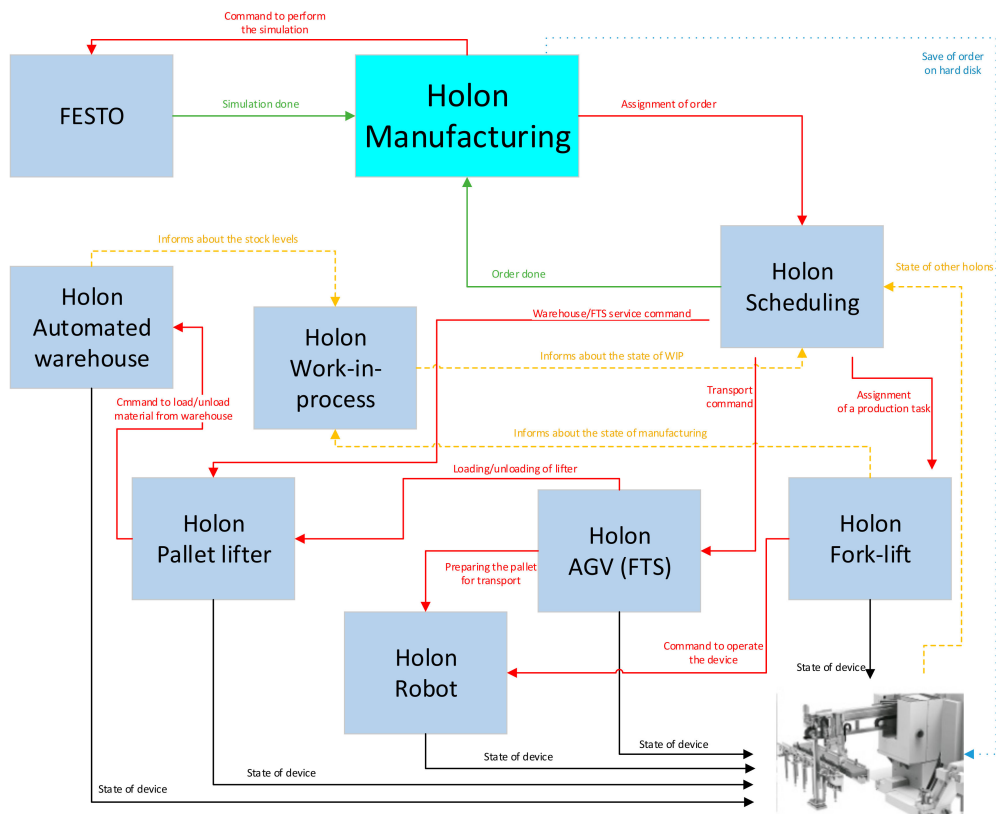 Command to perform
the simulation
Save of order
on hard disk
FESTO
Simulation done
Holon
Manufacturing
Assignment of order
Informs about the stock levels
Order done
Holon
Scheduling
State of other holons
Holon
Automated
warehouse
Warehouse/FTS service command
Holon
Work-in-
process
Informs about the state of WIP
Transport
command
Assignment
of a production task
Cmmand to load/unload
material from warehouse
Informs about the state of manufacturing
Loading/unloading of lifter
Holon
Pallet lifter
Holon
AGV (FTS)
Holon
Fork-lift
Preparing the pallet
for transport
Holon
Robot
Command to operate
the device
State of device
State of device
State of device
State of device
State of device